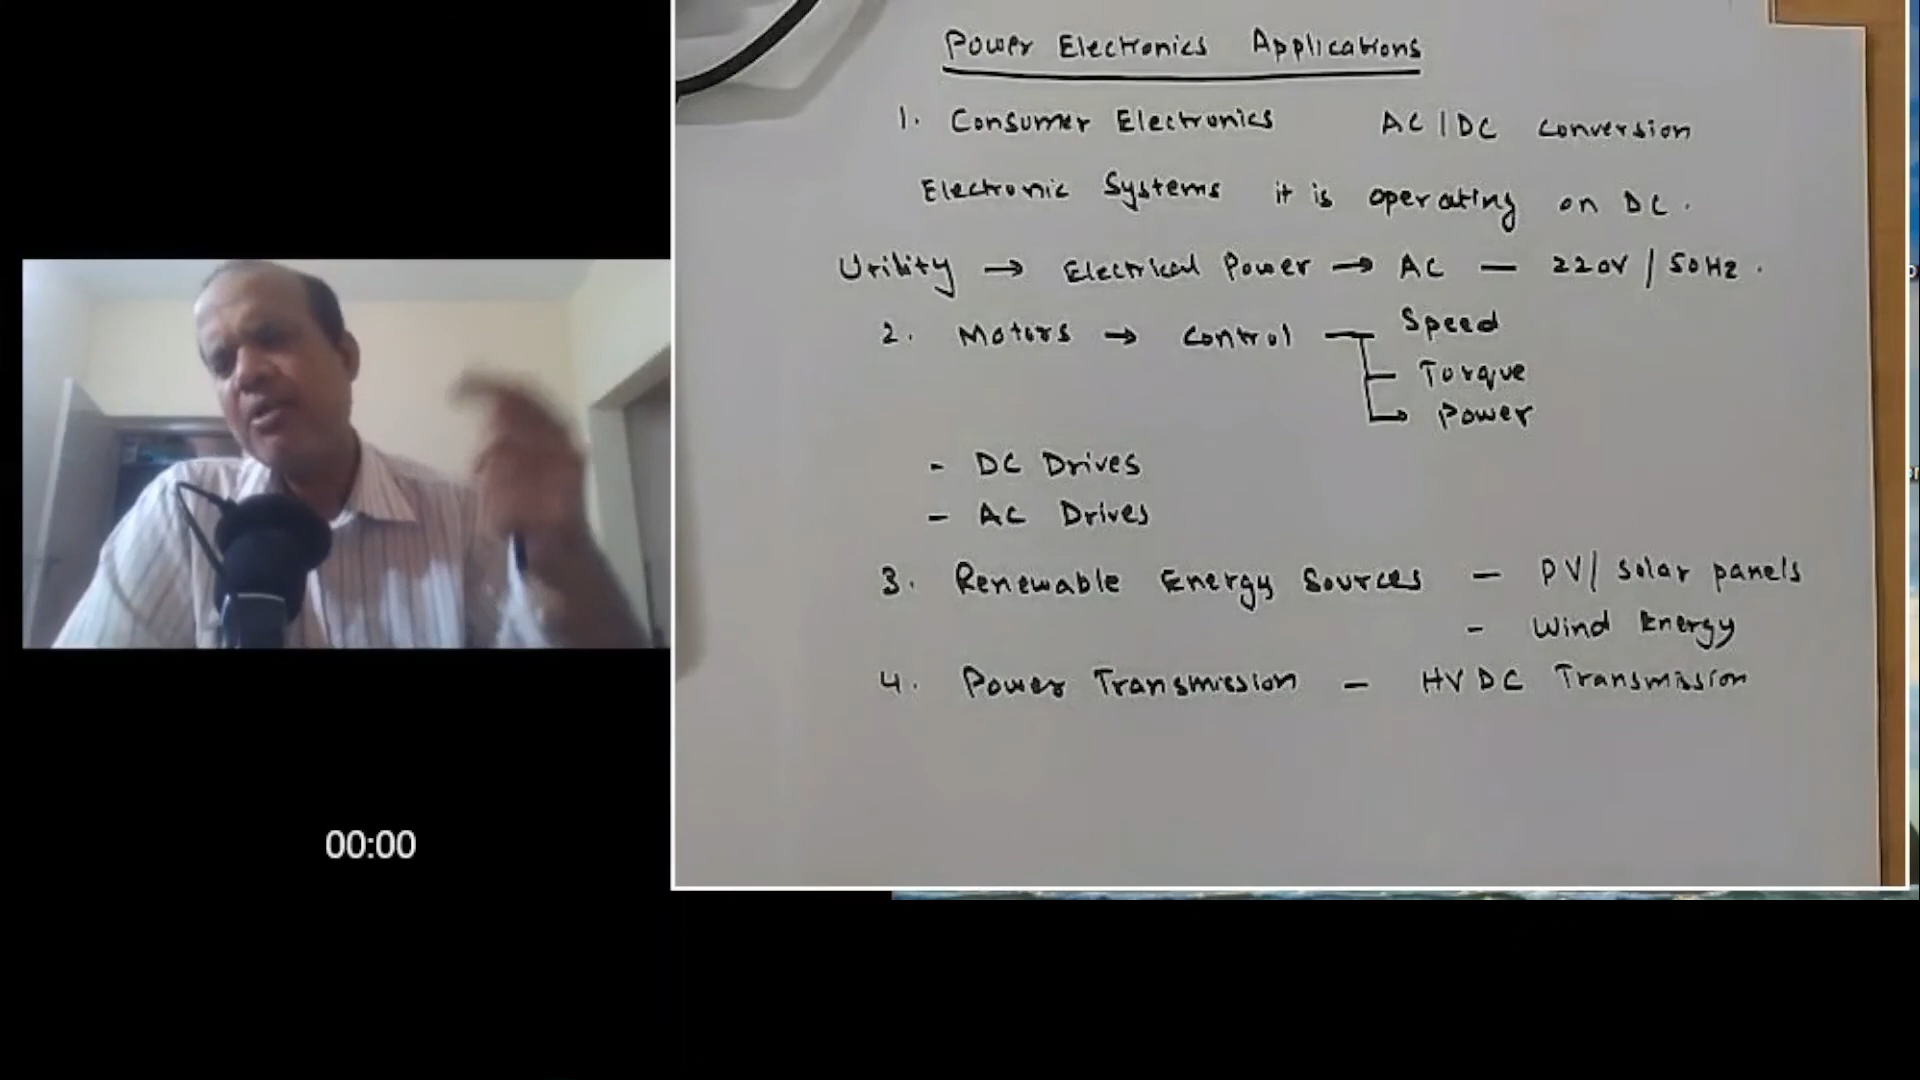 Power Electronics Applications
1. Consumer Electronics AC/DC conversion
Electronic Systems it is operating on DC.
Utility → Electrical Power → AC — 220V / 50Hz.
2. Motors → Control — Speed
Torque
Power
- DC Drives
- AC Drives
3. Renewable Energy Sources - PV/ Solar panels
- Wind Energy
4. Power Transmission - HVDC Transmission
00:00